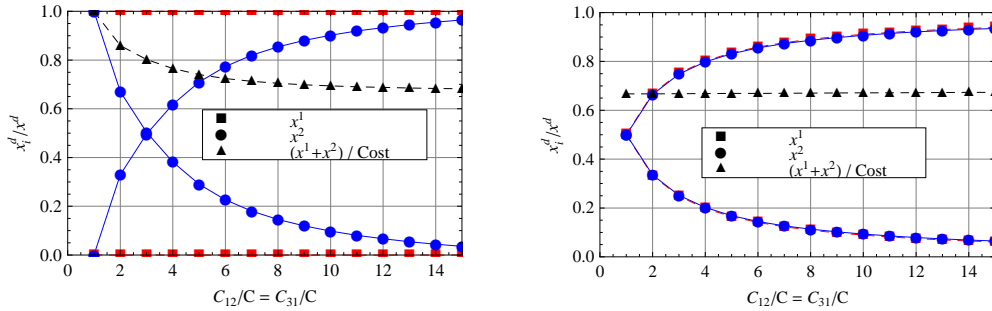 1.0
0.8
0.6
0.4
0.2
0.0
x_i^d/x^d
x^1
x^2
(x^1+x^2) / Cost
0 2 4 6 8 10 12 14
C_12/C = C_31/C
1.0
0.8
0.6
0.4
0.2
0.0
x_i^d/x^d
x^1
x^2
(x^1+x^2) / Cost
0 2 4 6 8 10 12 14
C_12/C = C_31/C